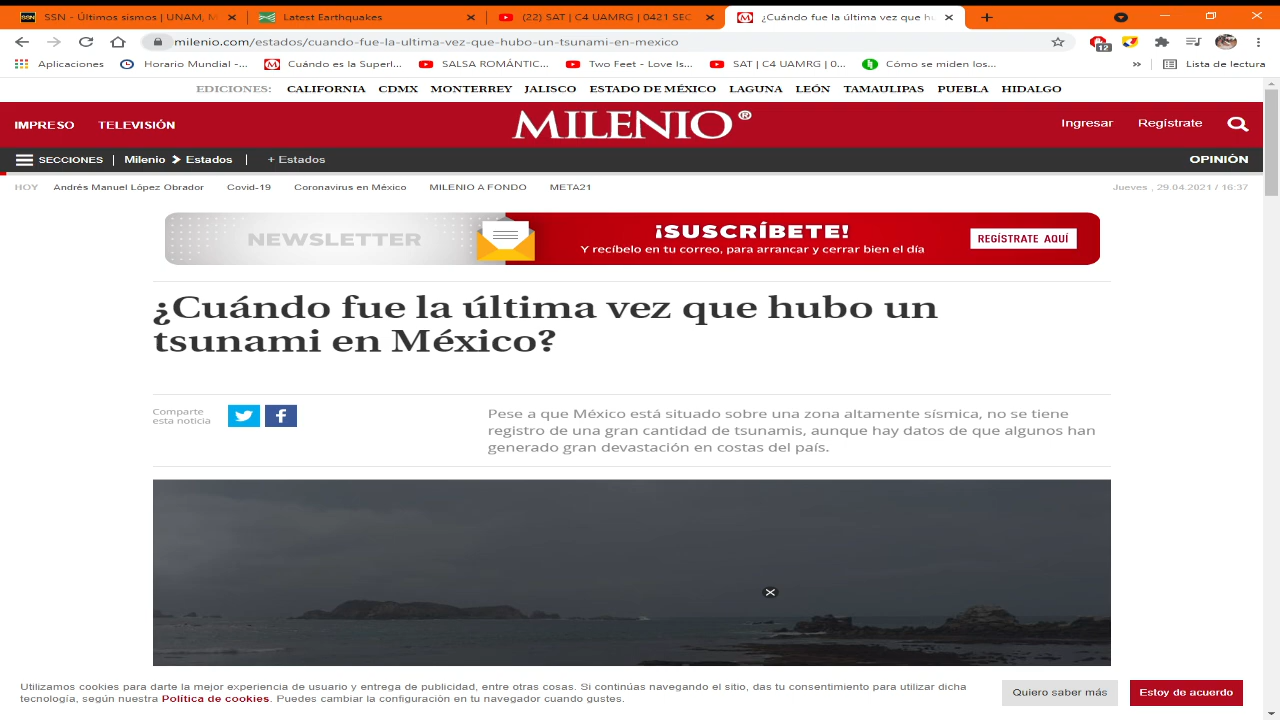 SSN - Últimos sismos | UNAM, M
Latest Earthquakes
(22) SAT | C4 UAMRG | 0421 SEC
¿Cuándo fue la última vez que hu
milenio.com/estados/cuando-fue-la-ultima-vez-que-hubo-un-tsunami-en-mexico
12
Aplicaciones
Horario Mundial -...
Cuándo es la Superl...
SALSA ROMÁNTIC...
Two Feet - Love Is...
SAT | C4 UAMRG | 0...
Cómo se miden los...
»
Lista de lectura
EDICIONES: CALIFORNIA CDMX MONTERREY JALISCO ESTADO DE MÉXICO LAGUNA LEÓN TAMAULIPAS PUEBLA HIDALGO
IMPRESO TELEVISIÓN
MILENIO®
Ingresar Regístrate
SECCIONES | Milenio > Estados | + Estados
OPINIÓN
HOY Andrés Manuel López Obrador Covid-19 Coronavirus en México MILENIO A FONDO META21
Jueves , 29.04.2021 / 16:37
NEWSLETTER
¡SUSCRÍBETE!
Y recíbelo en tu correo, para arrancar y cerrar bien el día
REGÍSTRATE AQUÍ
¿Cuándo fue la última vez que hubo un
tsunami en México?
Comparte
esta noticia
Pese a que México está situado sobre una zona altamente sísmica, no se tiene
registro de una gran cantidad de tsunamis, aunque hay datos de que algunos han
generado gran devastación en costas del país.
Utilizamos cookies para darte la mejor experiencia de usuario y entrega de publicidad, entre otras cosas. Si continúas navegando el sitio, das tu consentimiento para utilizar dicha
tecnología, según nuestra Política de cookies. Puedes cambiar la configuración en tu navegador cuando gustes.
Quiero saber más
Estoy de acuerdo